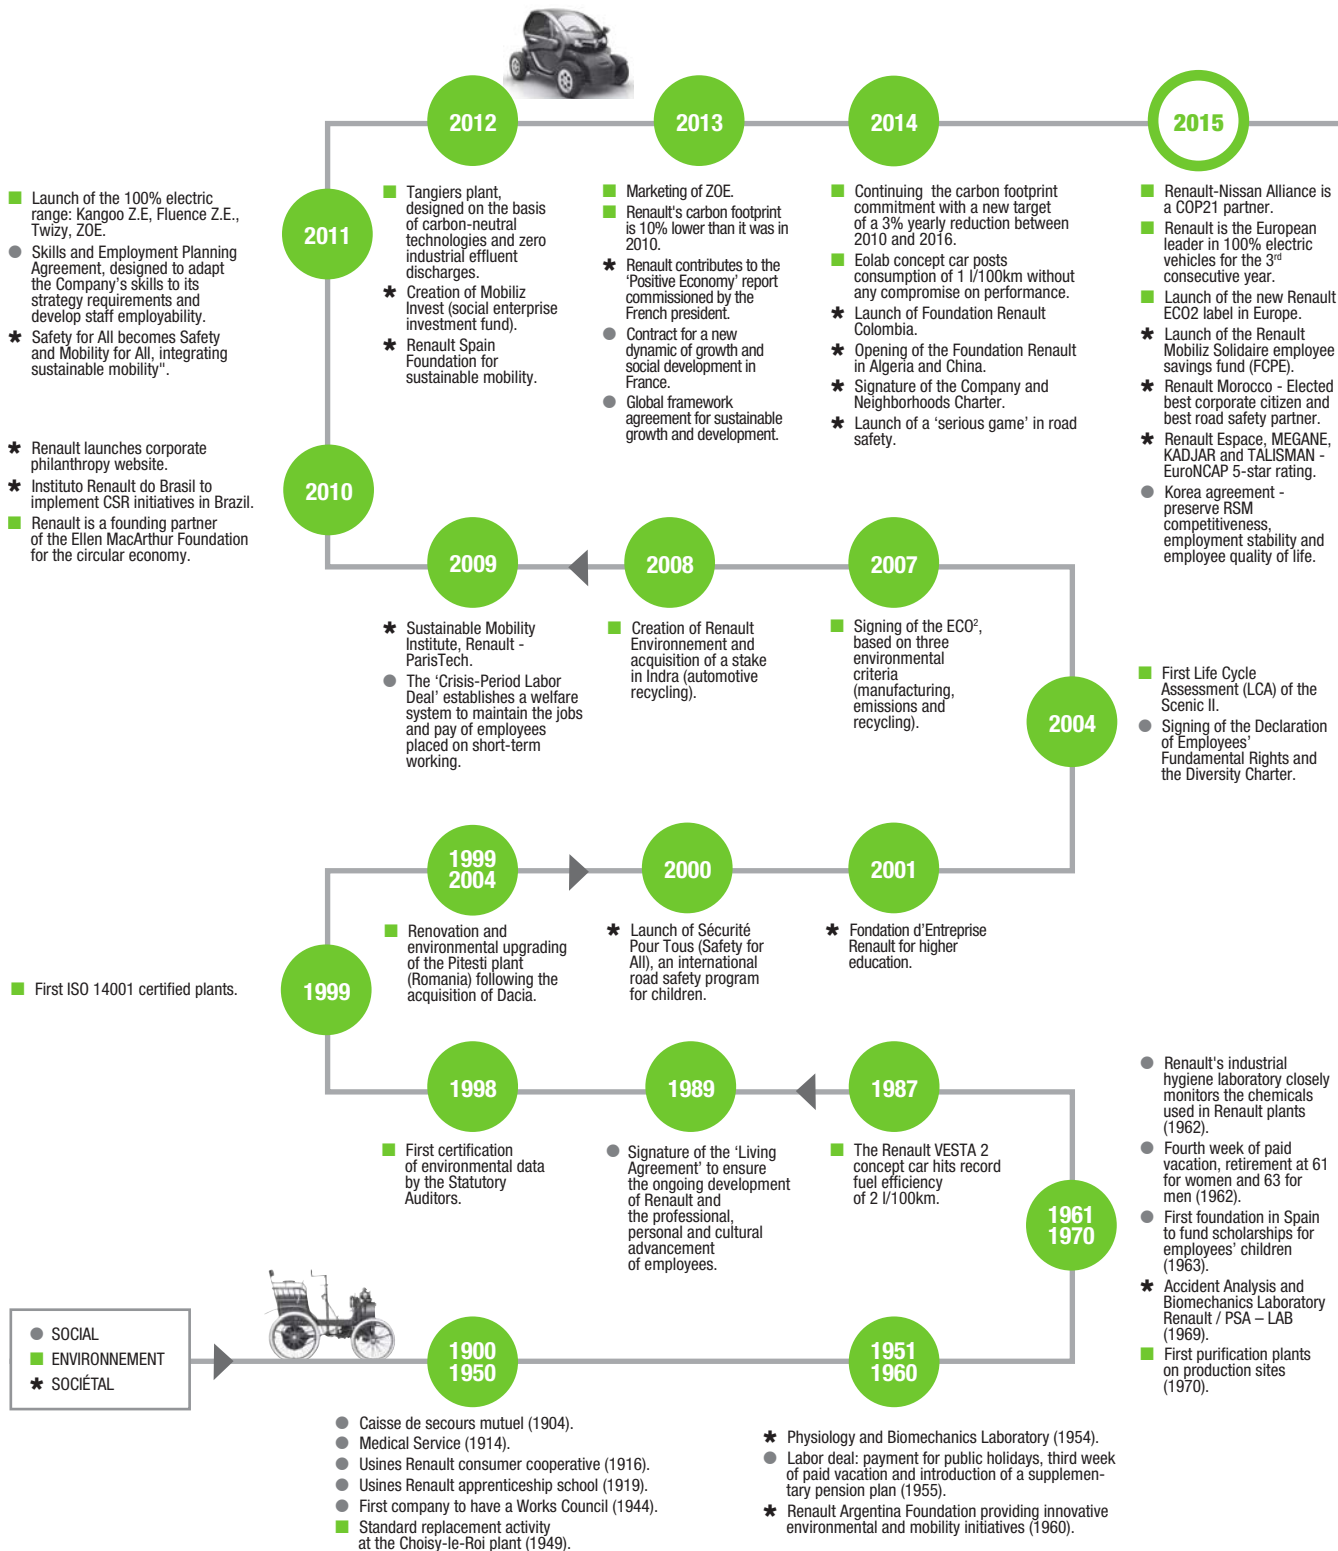 2012
2013
2014
2015
Launch of the 100% electric
range: Kangoo Z.E, Fluence Z.E.,
Twizy, ZOE.
Skills and Employment Planning
Agreement, designed to adapt
the Company's skills to its
strategy requirements and
develop staff employability.
Safety for All becomes Safety
and Mobility for All, integrating
sustainable mobility".
2011
Tangiers plant,
designed on the basis
of carbon-neutral
technologies and zero
industrial effluent
discharges.
Creation of Mobiliz
Invest (social enterprise
investment fund).
Renault Spain
Foundation for
sustainable mobility.
Marketing of ZOE.
Renault's carbon footprint
is 10% lower than it was in
2010.
Renault contributes to the
‘Positive Economy’ report
commissioned by the
French president.
Contract for a new
dynamic of growth and
social development in
France.
Global framework
agreement for sustainable
growth and development.
Continuing the carbon footprint
commitment with a new target
of a 3% yearly reduction between
2010 and 2016.
Eolab concept car posts
consumption of 1 l/100km without
any compromise on performance.
Launch of Foundation Renault
Colombia.
Opening of the Foundation Renault
in Algeria and China.
Signature of the Company and
Neighborhoods Charter.
Launch of a ‘serious game’ in road
safety.
Renault-Nissan Alliance is
a COP21 partner.
Renault is the European
leader in 100% electric
vehicles for the 3rd
consecutive year.
Launch of the new Renault
ECO2 label in Europe.
Launch of the Renault
Mobiliz Solidaire employee
savings fund (FCPE).
Renault Morocco - Elected
best corporate citizen and
best road safety partner.
Renault Espace, MEGANE,
KADJAR and TALISMAN -
EuroNCAP 5-star rating.
Korea agreement -
preserve RSM
competitiveness,
employment stability and
employee quality of life.
Renault launches corporate
philanthropy website.
Instituto Renault do Brasil to
implement CSR initiatives in Brazil.
Renault is a founding partner
of the Ellen MacArthur Foundation
for the circular economy.
2010
2009
2008
2007
Sustainable Mobility
Institute, Renault -
ParisTech.
The ‘Crisis-Period Labor
Deal’ establishes a welfare
system to maintain the jobs
and pay of employees
placed on short-term
working.
Creation of Renault
Environnement and
acquisition of a stake
in Indra (automotive
recycling).
Signing of the ECO²,
based on three
environmental
criteria
(manufacturing,
emissions and
recycling).
2004
First Life Cycle
Assessment (LCA) of the
Scenic II.
Signing of the Declaration
of Employees’
Fundamental Rights and
the Diversity Charter.
1999
2004
2000
2001
Renovation and
environmental upgrading
of the Pitesti plant
(Romania) following the
acquisition of Dacia.
Launch of Sécurité
Pour Tous (Safety for
All), an international
road safety program
for children.
Fondation d’Entreprise
Renault for higher
education.
First ISO 14001 certified plants.
1999
1998
1989
1987
First certification
of environmental data
by the Statutory
Auditors.
Signature of the ‘Living
Agreement’ to ensure
the ongoing development
of Renault and
the professional,
personal and cultural
advancement
of employees.
The Renault VESTA 2
concept car hits record
fuel efficiency
of 2 l/100km.
1961
1970
Renault's industrial
hygiene laboratory closely
monitors the chemicals
used in Renault plants
(1962).
Fourth week of paid
vacation, retirement at 61
for women and 63 for
men (1962).
First foundation in Spain
to fund scholarships for
employees’ children
(1963).
Accident Analysis and
Biomechanics Laboratory
Renault / PSA – LAB
(1969).
First purification plants
on production sites
(1970).
SOCIAL
ENVIRONNEMENT
SOCIÉTAL
1900
1950
1951
1960
Caisse de secours mutuel (1904).
Medical Service (1914).
Usines Renault consumer cooperative (1916).
Usines Renault apprenticeship school (1919).
First company to have a Works Council (1944).
Standard replacement activity
at the Choisy-le-Roi plant (1949).
Physiology and Biomechanics Laboratory (1954).
Labor deal: payment for public holidays, third week
of paid vacation and introduction of a supplemen-
tary pension plan (1955).
Renault Argentina Foundation providing innovative
environmental and mobility initiatives (1960).